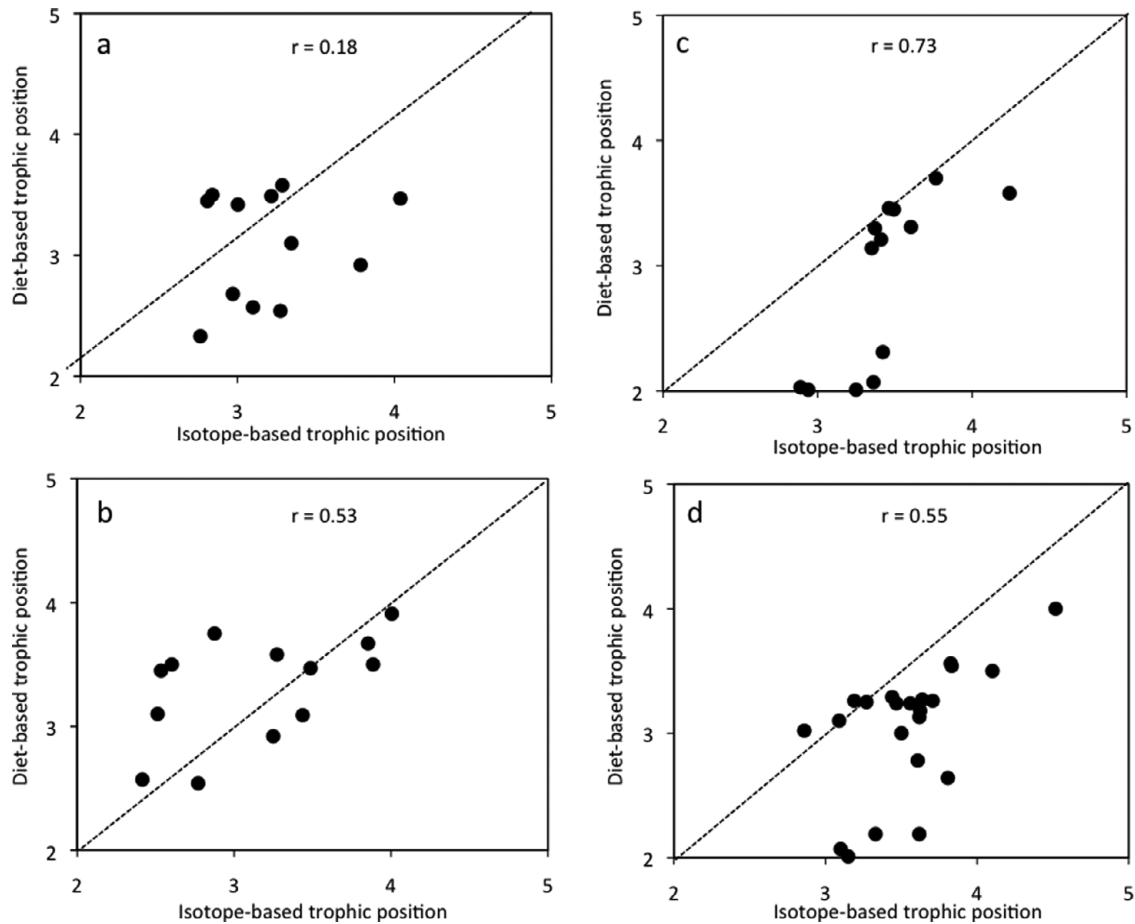 a
r = 0.18
Diet-based trophic position
5
4
3
2
2 3 4 5
Isotope-based trophic position
c
r = 0.73
Diet-based trophic position
5
4
3
2
2 3 4 5
Isotope-based trophic position
b
r = 0.53
Diet-based trophic position
5
4
3
2
2 3 4 5
Isotope-based trophic position
d
r = 0.55
Diet-based trophic position
5
4
3
2
2 3 4 5
Isotope-based trophic position